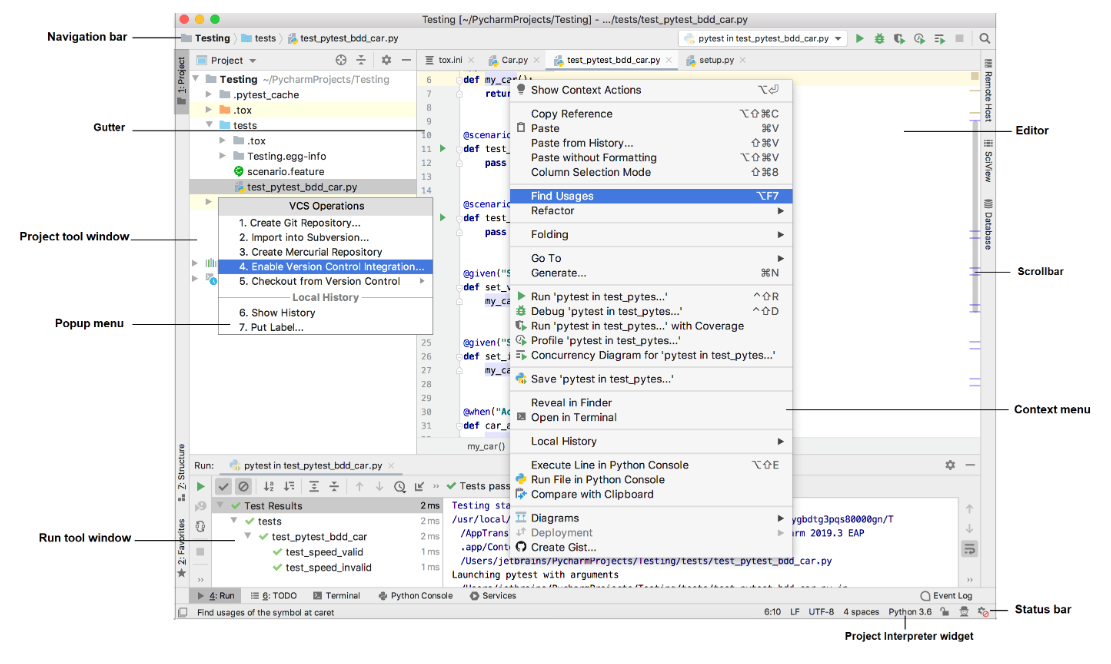 Testing [~/PycharmProjects/Testing] - .../tests/test_pytest_bdd_car.py
Navigation bar
Testing tests test_pytest_bdd_car.py
pytest in test_pytest_bdd_car.py
1: Project
Project
tox.ini
Car.py
test_pytest_bdd_car.py
setup.py
Testing ~/PycharmProjects/Testing
.pytest_cache
.tox
tests
.tox
Testing.egg-info
scenario.feature
test_pytest_bdd_car.py
Gutter
Project tool window
Popup menu
VCS Operations
1. Create Git Repository...
2. Import into Subversion...
3. Create Mercurial Repository
4. Enable Version Control Integration...
5. Checkout from Version Control
Local History
6. Show History
7. Put Label...
6 def my_car():
7 retur
8
9
10 @scenario
11 def test_
12 pass
13
14
@scenario
def test_
pass
@given("S
def set_v
my_ca
25 @given("S
26 def set_i
27 my_ca
28
29
30 @when("Ac
31 def car_a
my_car()
Show Context Actions ⌥⏎
Copy Reference ⌥⇧⌘C
Paste ⌘V
Paste from History... ⇧⌘V
Paste without Formatting ⌥⇧⌘V
Column Selection Mode ⇧⌘8
Find Usages ⌥F7
Refactor
Folding
Go To
Generate... ⌘N
Run 'pytest in test_pytes...' ^⇧R
Debug 'pytest in test_pytes...' ^⇧D
Run 'pytest in test_pytes...' with Coverage
Profile 'pytest in test_pytes...'
Concurrency Diagram for 'pytest in test_pytes...'
Save 'pytest in test_pytes...'
Reveal in Finder
Open in Terminal
Local History
Execute Line in Python Console ⌥⇧E
Run File in Python Console
Compare with Clipboard
Diagrams
Deployment
Create Gist...
Remote Host
SciView
Database
Editor
Scrollbar
Context menu
Z: Structure
2: Favorites
Run: pytest in test_pytest_bdd_car.py
Tests pass
Test Results 2 ms
tests 2 ms
test_pytest_bdd_car 2 ms
test_speed_valid 1 ms
test_speed_invalid 1 ms
Run tool window
Testing sta
/usr/local/ ygbdtg3pqs80000gn/T
/AppTrans arm 2019.3 EAP
.app/Cont
/Users/jetbrains/PycharmProjects/Testing/tests/test_pytest_bdd_car.py
Launching pytest with arguments
4: Run
6: TODO
Terminal
Python Console
Services
Event Log
Find usages of the symbol at caret
6:10 LF UTF-8 4 spaces Python 3.6
Status bar
Project Interpreter widget